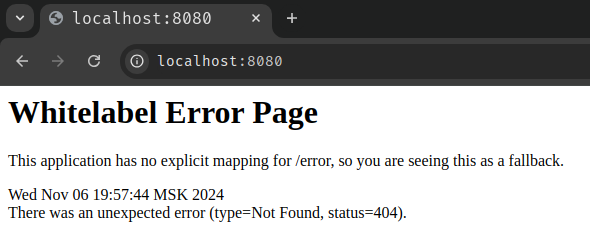 localhost:8080
localhost:8080
Whitelabel Error Page
This application has no explicit mapping for /error, so you are seeing this as a fallback.
Wed Nov 06 19:57:44 MSK 2024
There was an unexpected error (type=Not Found, status=404).